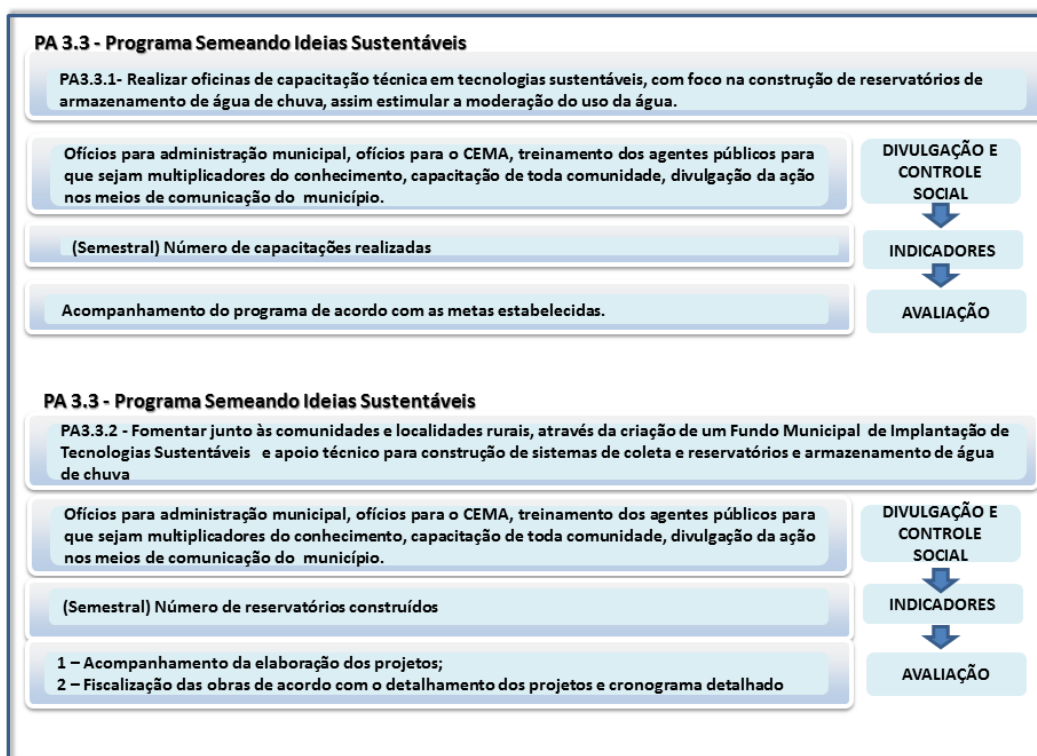 PA 3.3 - Programa Semeando Ideias Sustentáveis
PA3.3.1- Realizar oficinas de capacitação técnica em tecnologias sustentáveis, com foco na construção de reservatórios de
armazenamento de água de chuva, assim estimular a moderação do uso da água.
Ofícios para administração municipal, ofícios para o CEMA, treinamento dos agentes públicos para
que sejam multiplicadores do conhecimento, capacitação de toda comunidade, divulgação da ação
nos meios de comunicação do município.
DIVULGAÇÃO E
CONTROLE
SOCIAL
(Semestral) Número de capacitações realizadas
INDICADORES
Acompanhamento do programa de acordo com as metas estabelecidas.
AVALIAÇÃO
PA 3.3 - Programa Semeando Ideias Sustentáveis
PA3.3.2 - Fomentar junto às comunidades e localidades rurais, através da criação de um Fundo Municipal de Implantação de
Tecnologias Sustentáveis e apoio técnico para construção de sistemas de coleta e reservatórios e armazenamento de água
de chuva
Ofícios para administração municipal, ofícios para o CEMA, treinamento dos agentes públicos para
que sejam multiplicadores do conhecimento, capacitação de toda comunidade, divulgação da ação
nos meios de comunicação do município.
DIVULGAÇÃO E
CONTROLE
SOCIAL
(Semestral) Número de reservatórios construídos
INDICADORES
1 – Acompanhamento da elaboração dos projetos;
2 – Fiscalização das obras de acordo com o detalhamento dos projetos e cronograma detalhado
AVALIAÇÃO